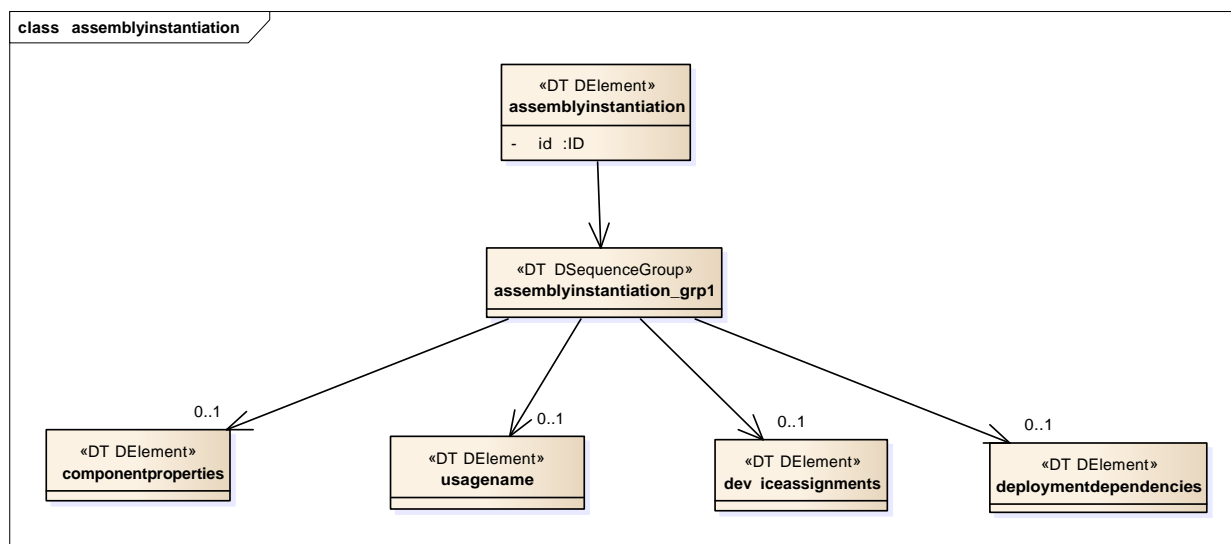 class assemblyinstantiation
«DT DElement»
assemblyinstantiation
- id :ID
«DT DSequenceGroup»
assemblyinstantiation_grp1
0..1
0..1
0..1
0..1
«DT DElement»
componentproperties
«DT DElement»
usagename
«DT DElement»
dev iceassignments
«DT DElement»
deploymentdependencies